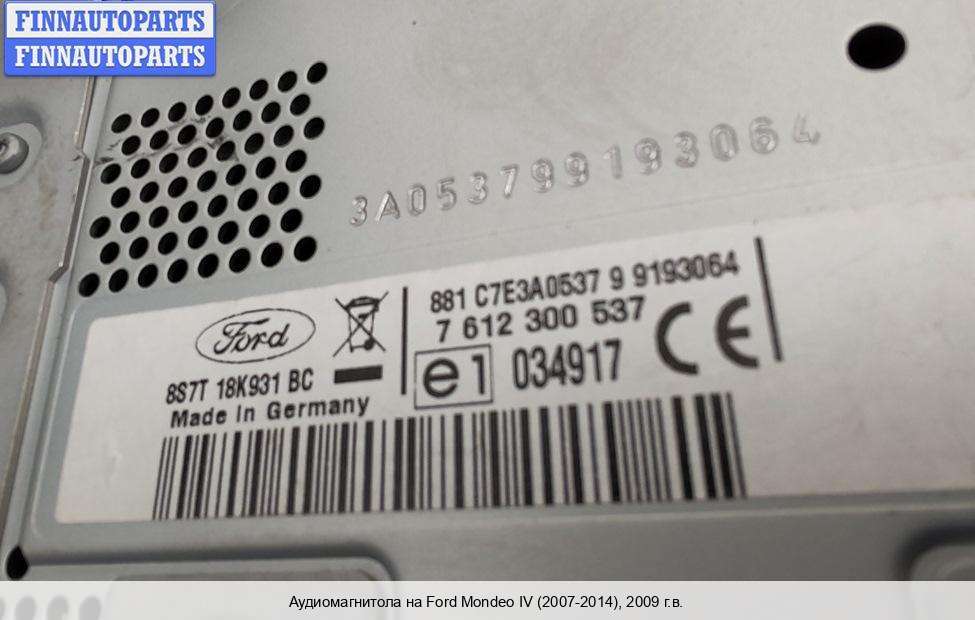 FINNAUTOPARTS
FINNAUTOPARTS
3A053799193064
881 C7E3A0537 9 9193064
7 612 300 537
Ford
e1 034917 CE
8S7T 18K931 BC
Made in Germany
Аудиомагнитола на Ford Mondeo IV (2007-2014), 2009 г.в.